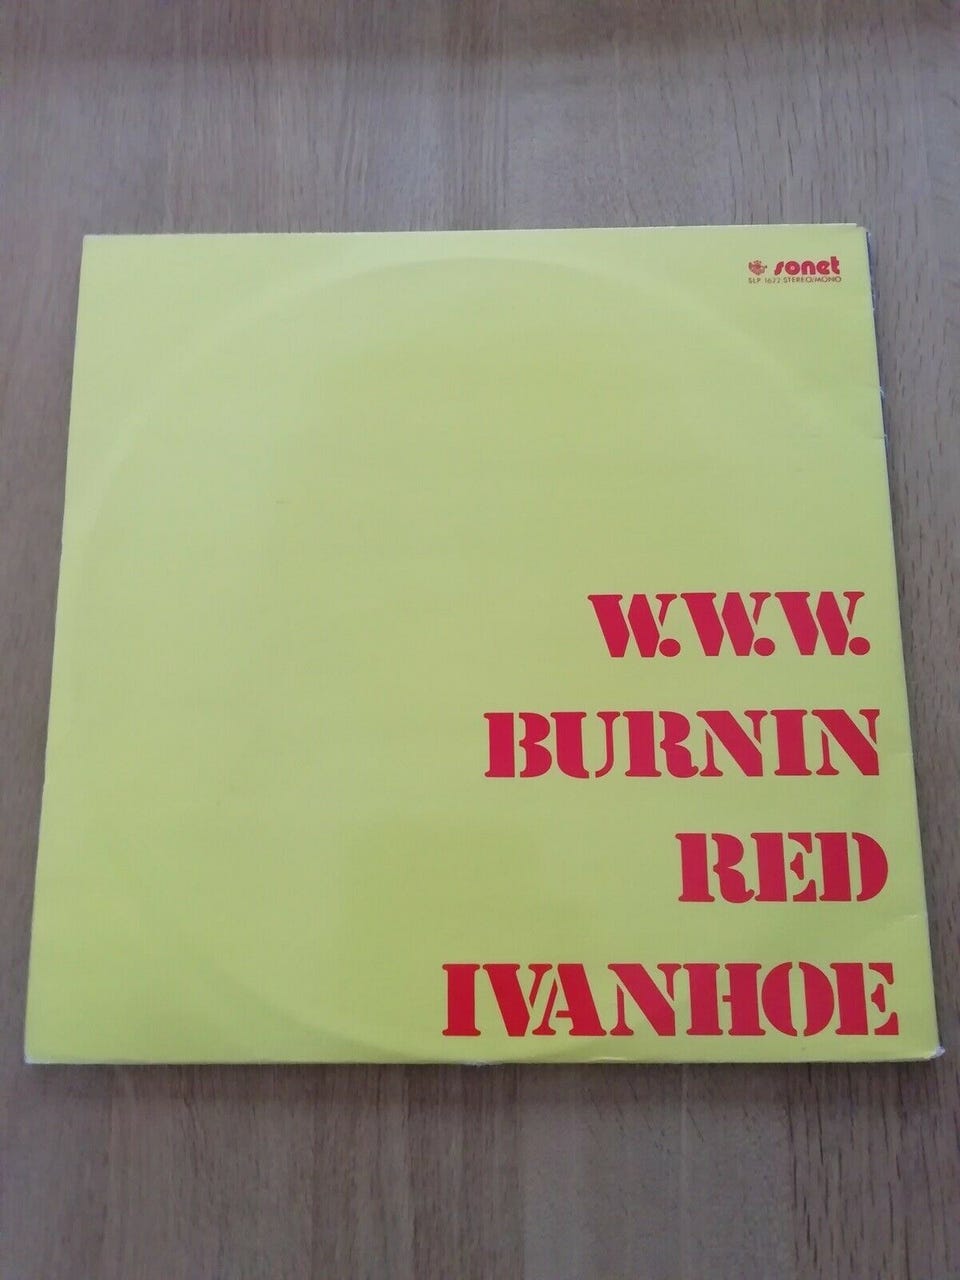 sonet
SLP 1622 STEREO/MONO
W.W.W.
BURNIN
RED
IVANHOE